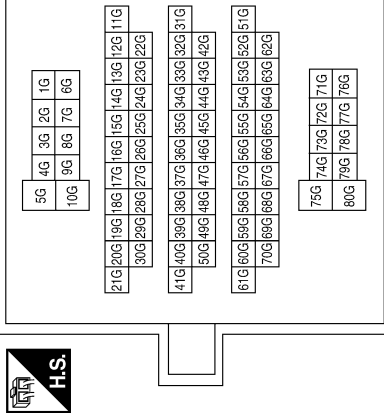 H.S.
5G 4G 3G 2G 1G
10G 9G 8G 7G 6G
21G 20G 19G 18G 17G 16G 15G 14G 13G 12G 11G
30G 29G 28G 27G 26G 25G 24G 23G 22G
41G 40G 39G 38G 37G 36G 35G 34G 33G 32G 31G
50G 49G 48G 47G 46G 45G 44G 43G 42G
61G 60G 59G 58G 57G 56G 55G 54G 53G 52G 51G
70G 69G 68G 67G 66G 65G 64G 63G 62G
75G 74G 73G 72G 71G
80G 79G 78G 77G 76G